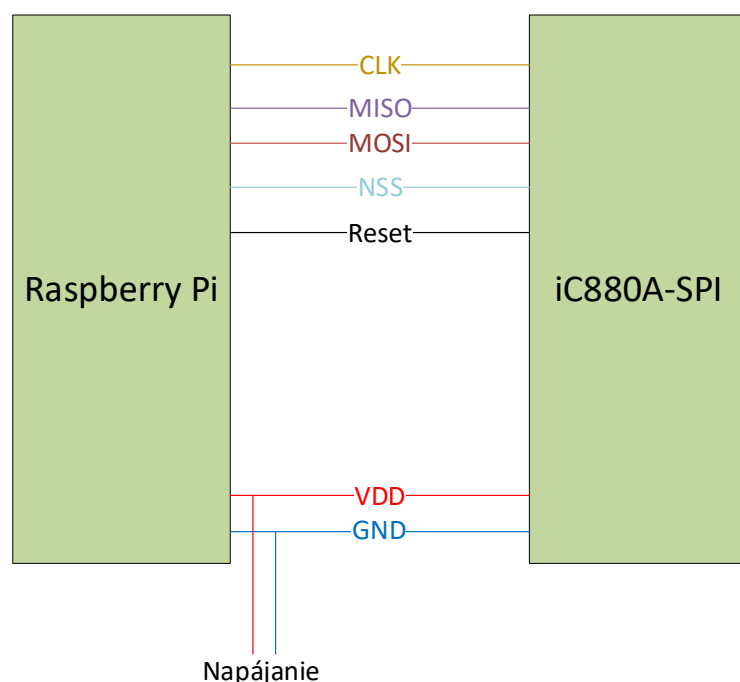 CLK
MISO
MOSI
NSS
Reset
Raspberry Pi
iC880A-SPI
VDD
GND
Napájanie